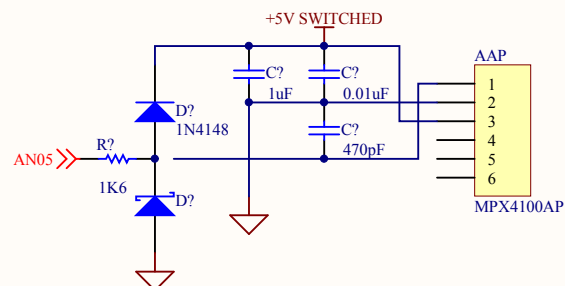 +5V SWITCHED
AAP
C?
1uF
C?
0.01uF
1
2
3
4
5
6
D?
1N4148
C?
470pF
R?
AN05
1K6
D?
MPX4100AP